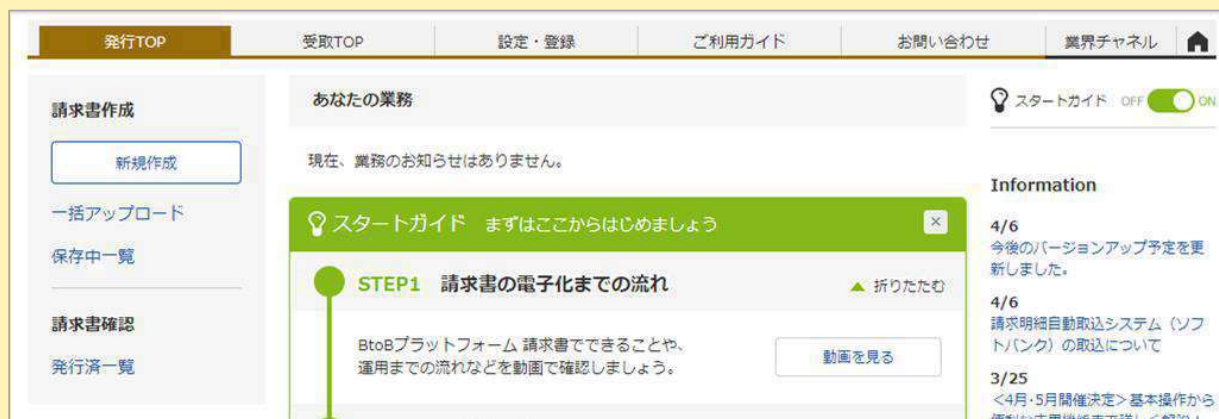 発行TOP
受取TOP
設定・登録
ご利用ガイド
お問い合わせ
業界チャネル
請求書作成
新規作成
一括アップロード
保存中一覧
請求書確認
発行済一覧
あなたの業務
現在、業務のお知らせはありません。
スタートガイド まずはここからはじめましょう
×
STEP1 請求書の電子化までの流れ
▲ 折りたたむ
BtoBプラットフォーム 請求書でできることや、
運用までの流れなどを動画で確認しましょう。
動画を見る
スタートガイド OFF ON
Information
4/6
今後のバージョンアップ予定を更
新しました。
4/6
請求明細自動取込システム（ソフ
トバンク）の取込について
3/25
＜4月・5月開催決定＞基本操作から